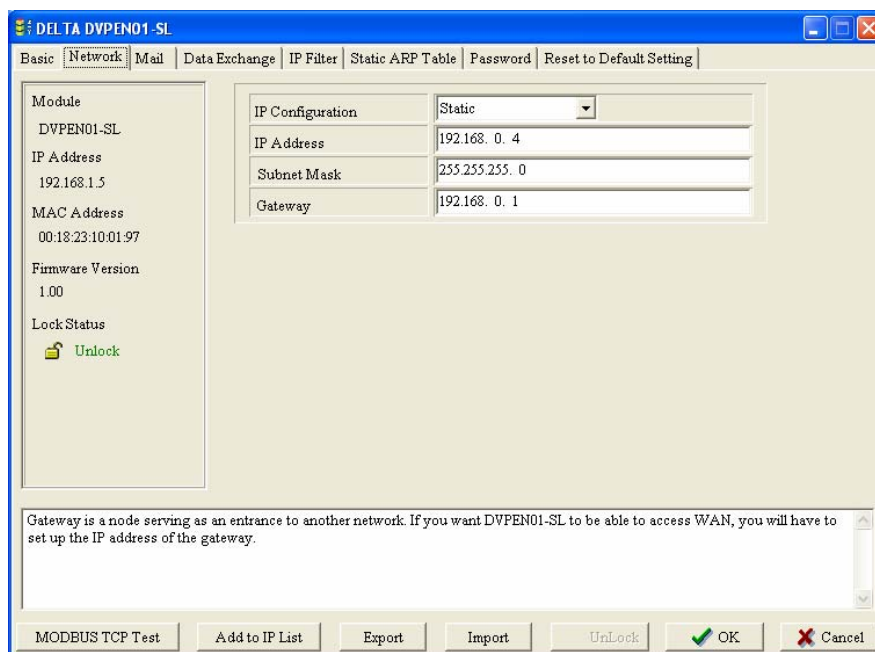 DELTA DVPEN01-SL
Basic Network Mail Data Exchange IP Filter Static ARP Table Password Reset to Default Setting
Module
DVPEN01-SL
IP Address
192.168.1.5
MAC Address
00:18:23:10:01:97
Firmware Version
1.00
Lock Status
Unlock
IP Configuration Static
IP Address 192.168. 0. 4
Subnet Mask 255.255.255. 0
Gateway 192.168. 0. 1
Gateway is a node serving as an entrance to another network. If you want DVPEN01-SL to be able to access WAN, you will have to
set up the IP address of the gateway.
MODBUS TCP Test Add to IP List Export Import UnLock OK Cancel